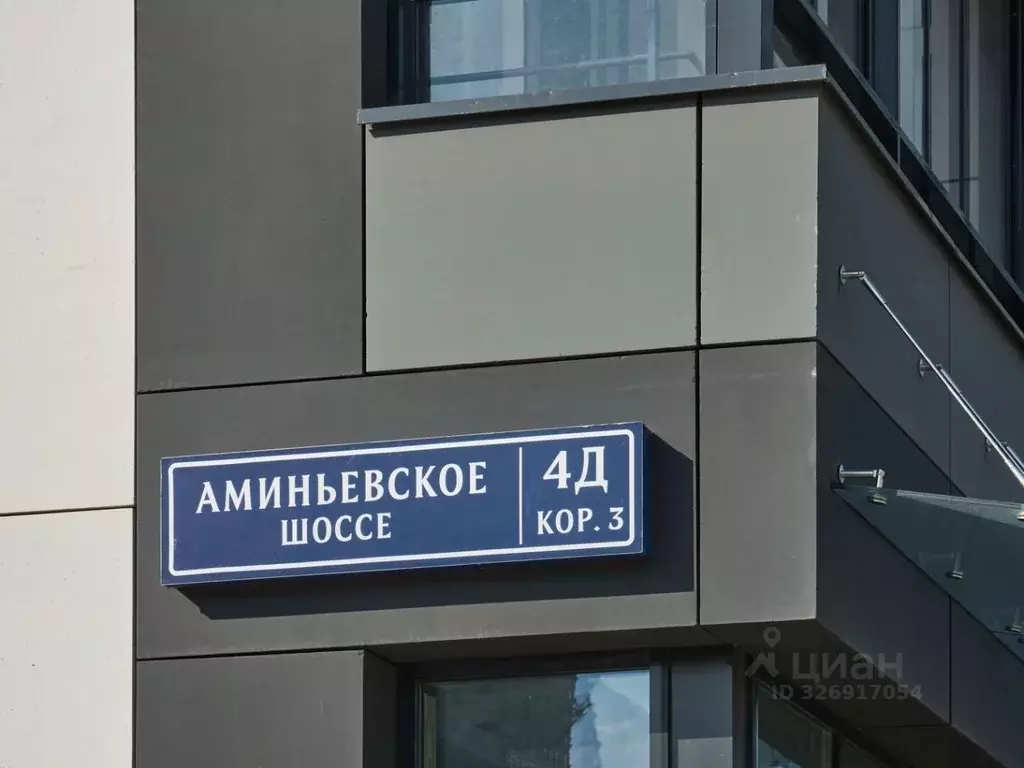 АМИНЬЕВСКОЕ
ШОССЕ
4Д
КОР. 3
циан
ID 326917054